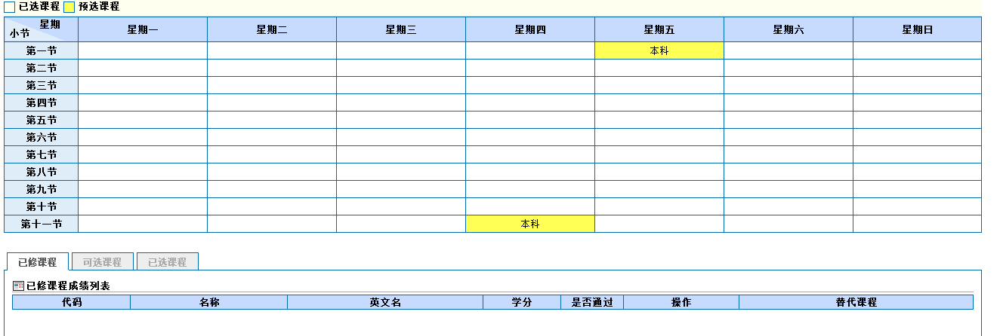 已选课程 预选课程
星期
小节
星期一 星期二 星期三 星期四 星期五 星期六 星期日
第一节 本科
第二节
第三节
第四节
第五节
第六节
第七节
第八节
第九节
第十节
第十一节 本科
已修课程 可选课程 已选课程
已修课程成绩列表
代码 名称 英文名 学分 是否通过 操作 替代课程